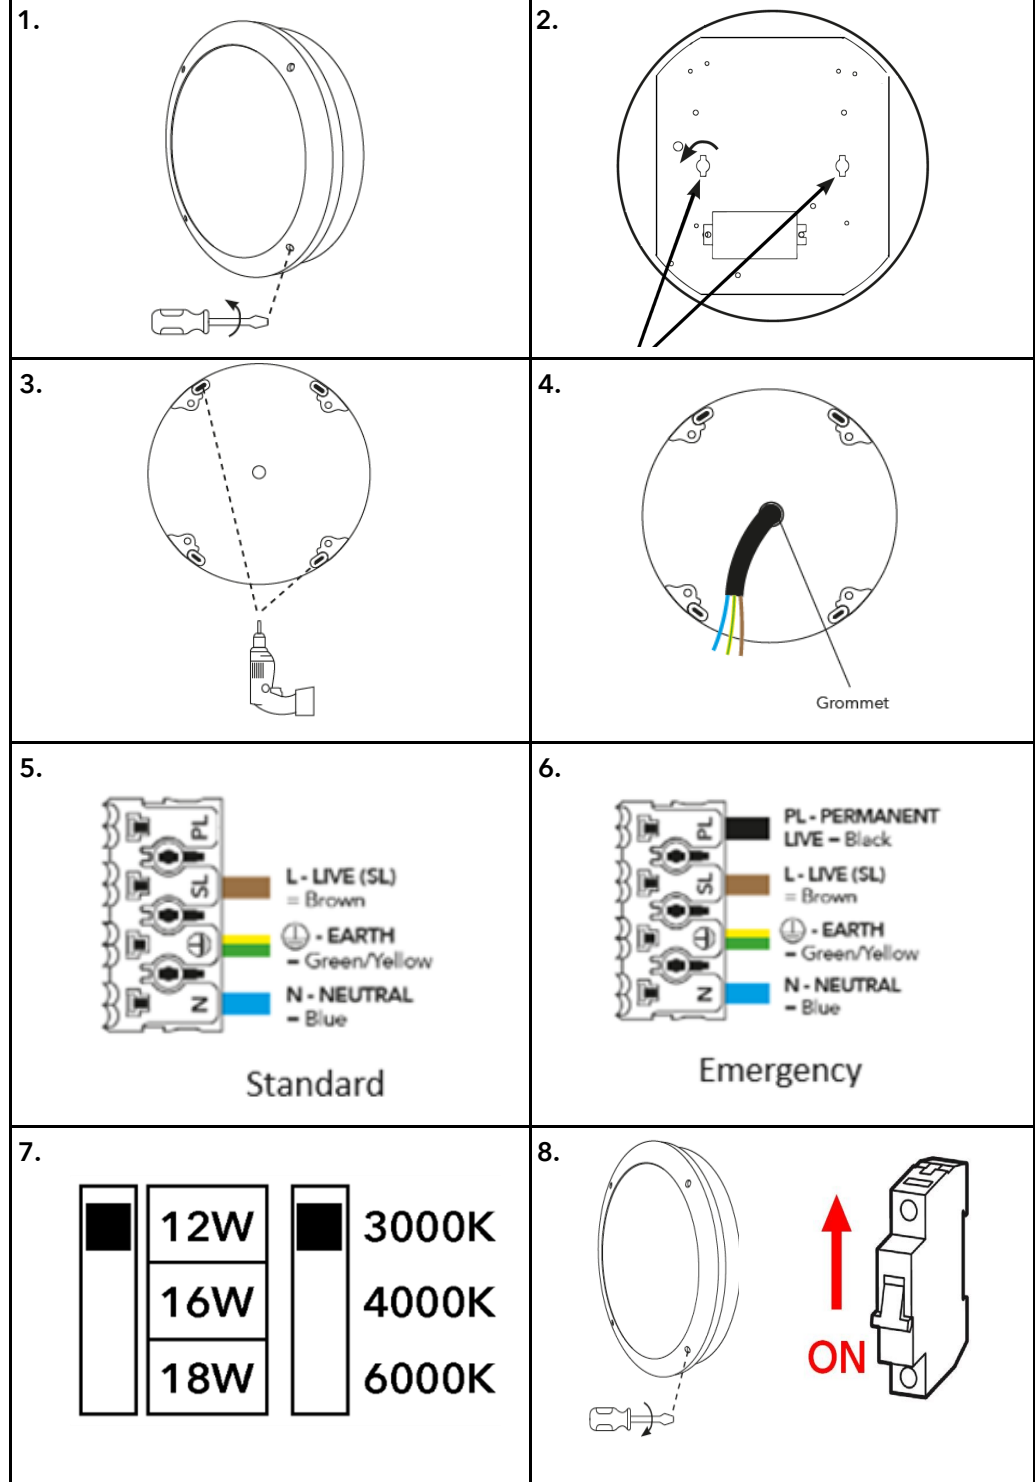 1.
2.
3.
4.
Grommet
5.
PL
SL
N
L - LIVE (SL)
= Brown
- EARTH
= Green/Yellow
N - NEUTRAL
= Blue
Standard
6.
PL
SL
N
PL - PERMANENT
LIVE = Black
L - LIVE (SL)
= Brown
- EARTH
= Green/Yellow
N - NEUTRAL
= Blue
Emergency
7.
12W 3000K
16W 4000K
18W 6000K
8.
ON